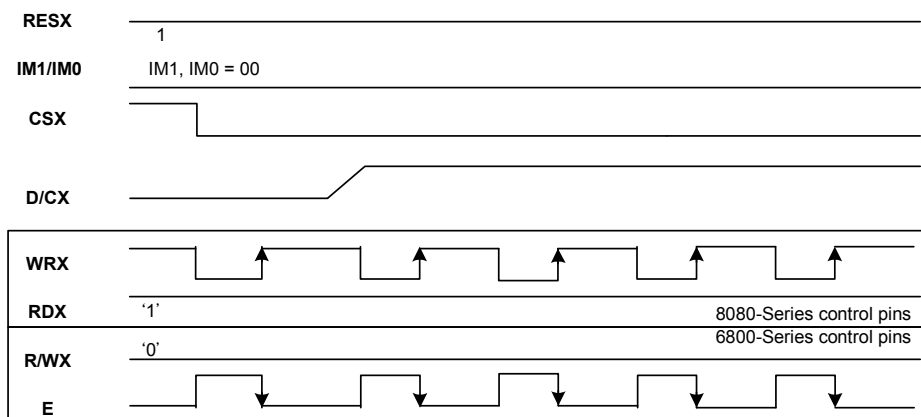 RESX
1
IM1/IM0 IM1, IM0 = 00
CSX
D/CX
WRX
RDX ‘1’ 8080-Series control pins
6800-Series control pins
R/WX ‘0’
E